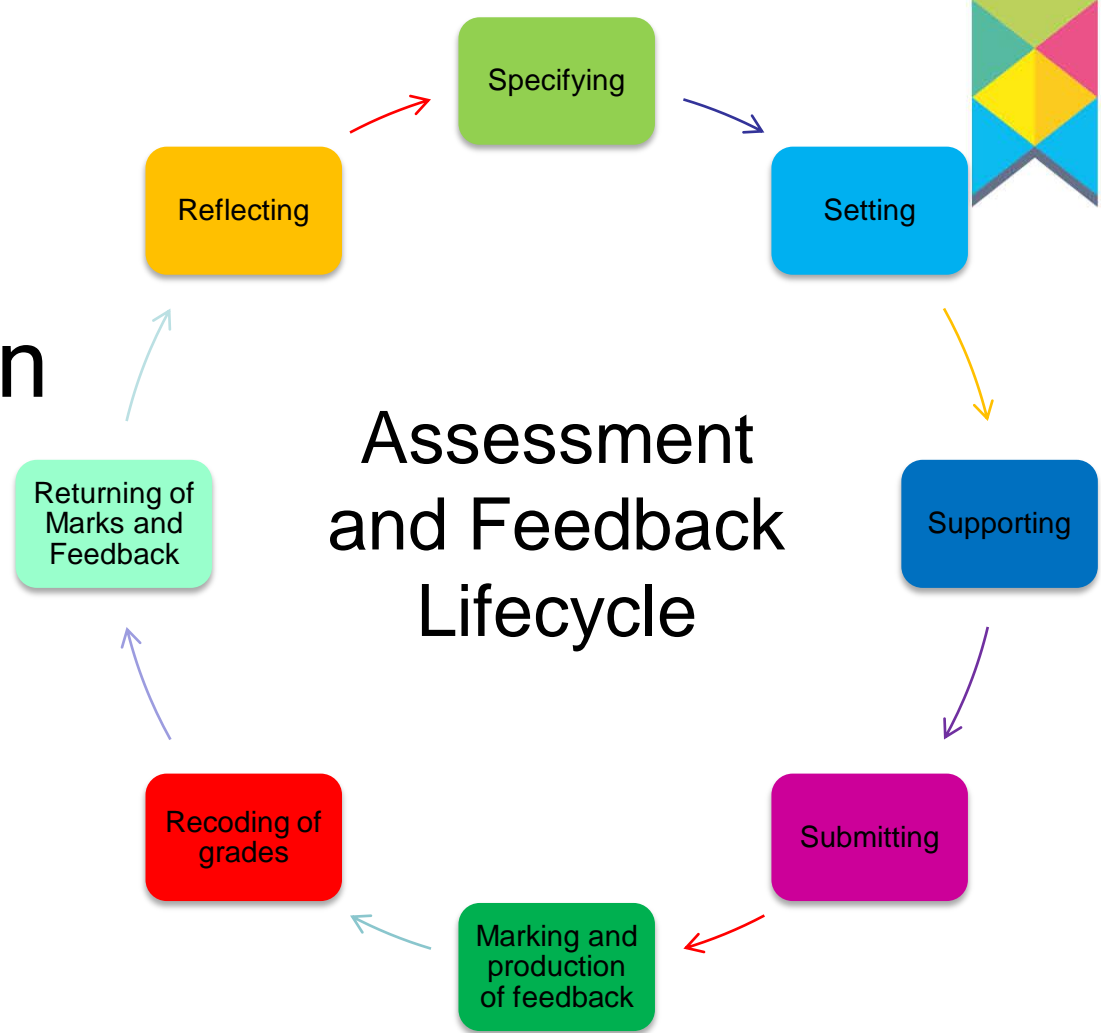 Specifying
Setting
Supporting
Submitting
Marking and
production
of feedback
Recoding of
grades
Returning of
Marks and
Feedback
Reflecting
n
Assessment
and Feedback
Lifecycle